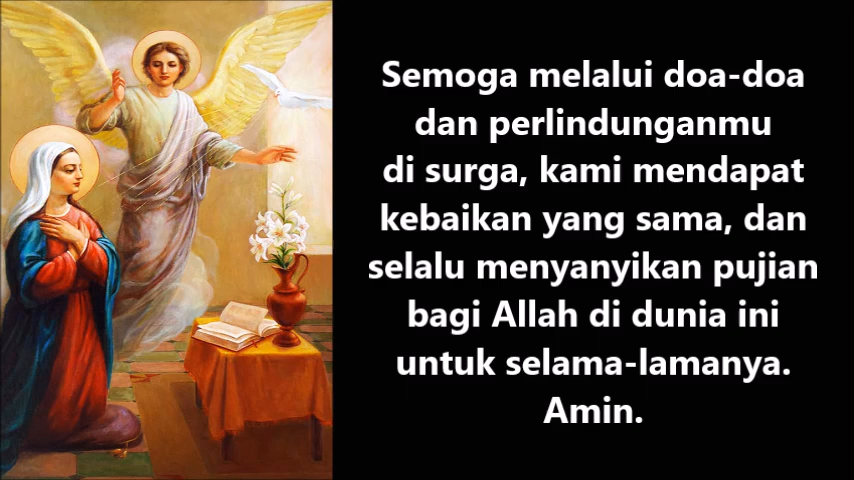 Semoga melalui doa-doa
dan perlindunganmu
di surga, kami mendapat
kebaikan yang sama, dan
selalu menyanyikan pujian
bagi Allah di dunia ini
untuk selama-lamanya.
Amin.